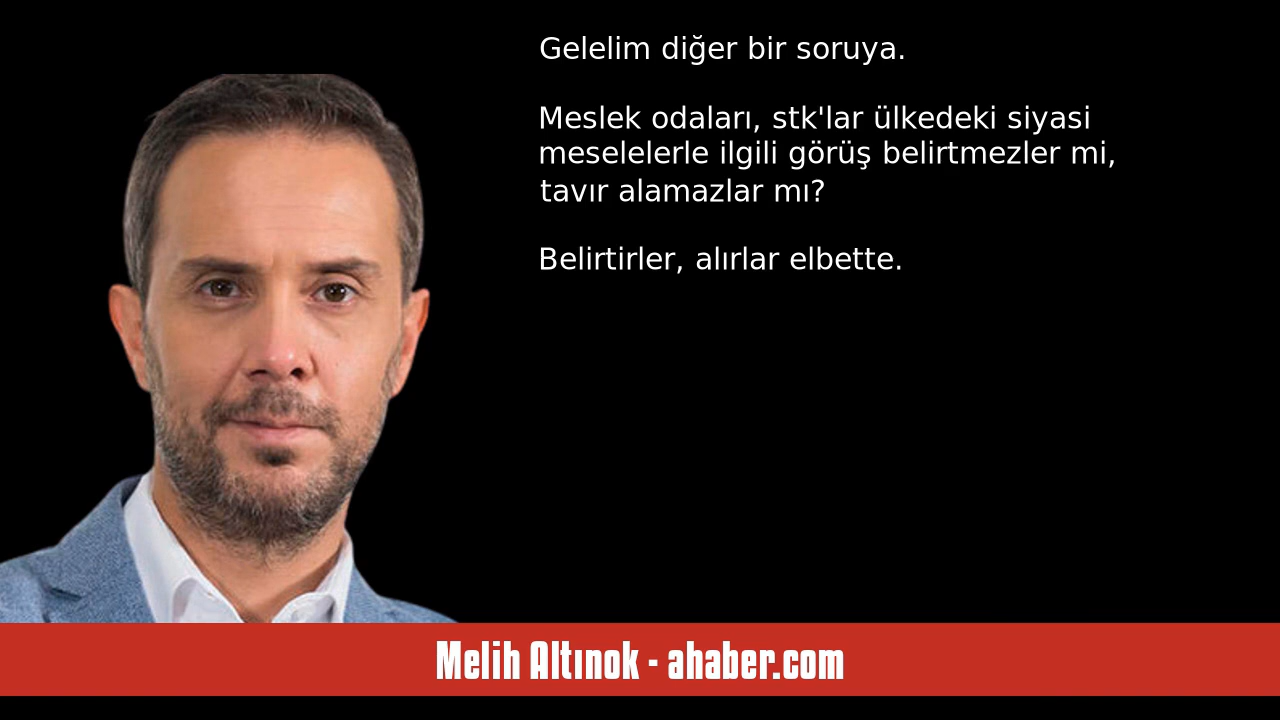 Gelelim diğer bir soruya.
Meslek odaları, stk'lar ülkedeki siyasi
meselelerle ilgili görüş belirtmezler mi,
tavır alamazlar mı?
Belirtirler, alırlar elbette.
Melih Altınok - ahaber.com